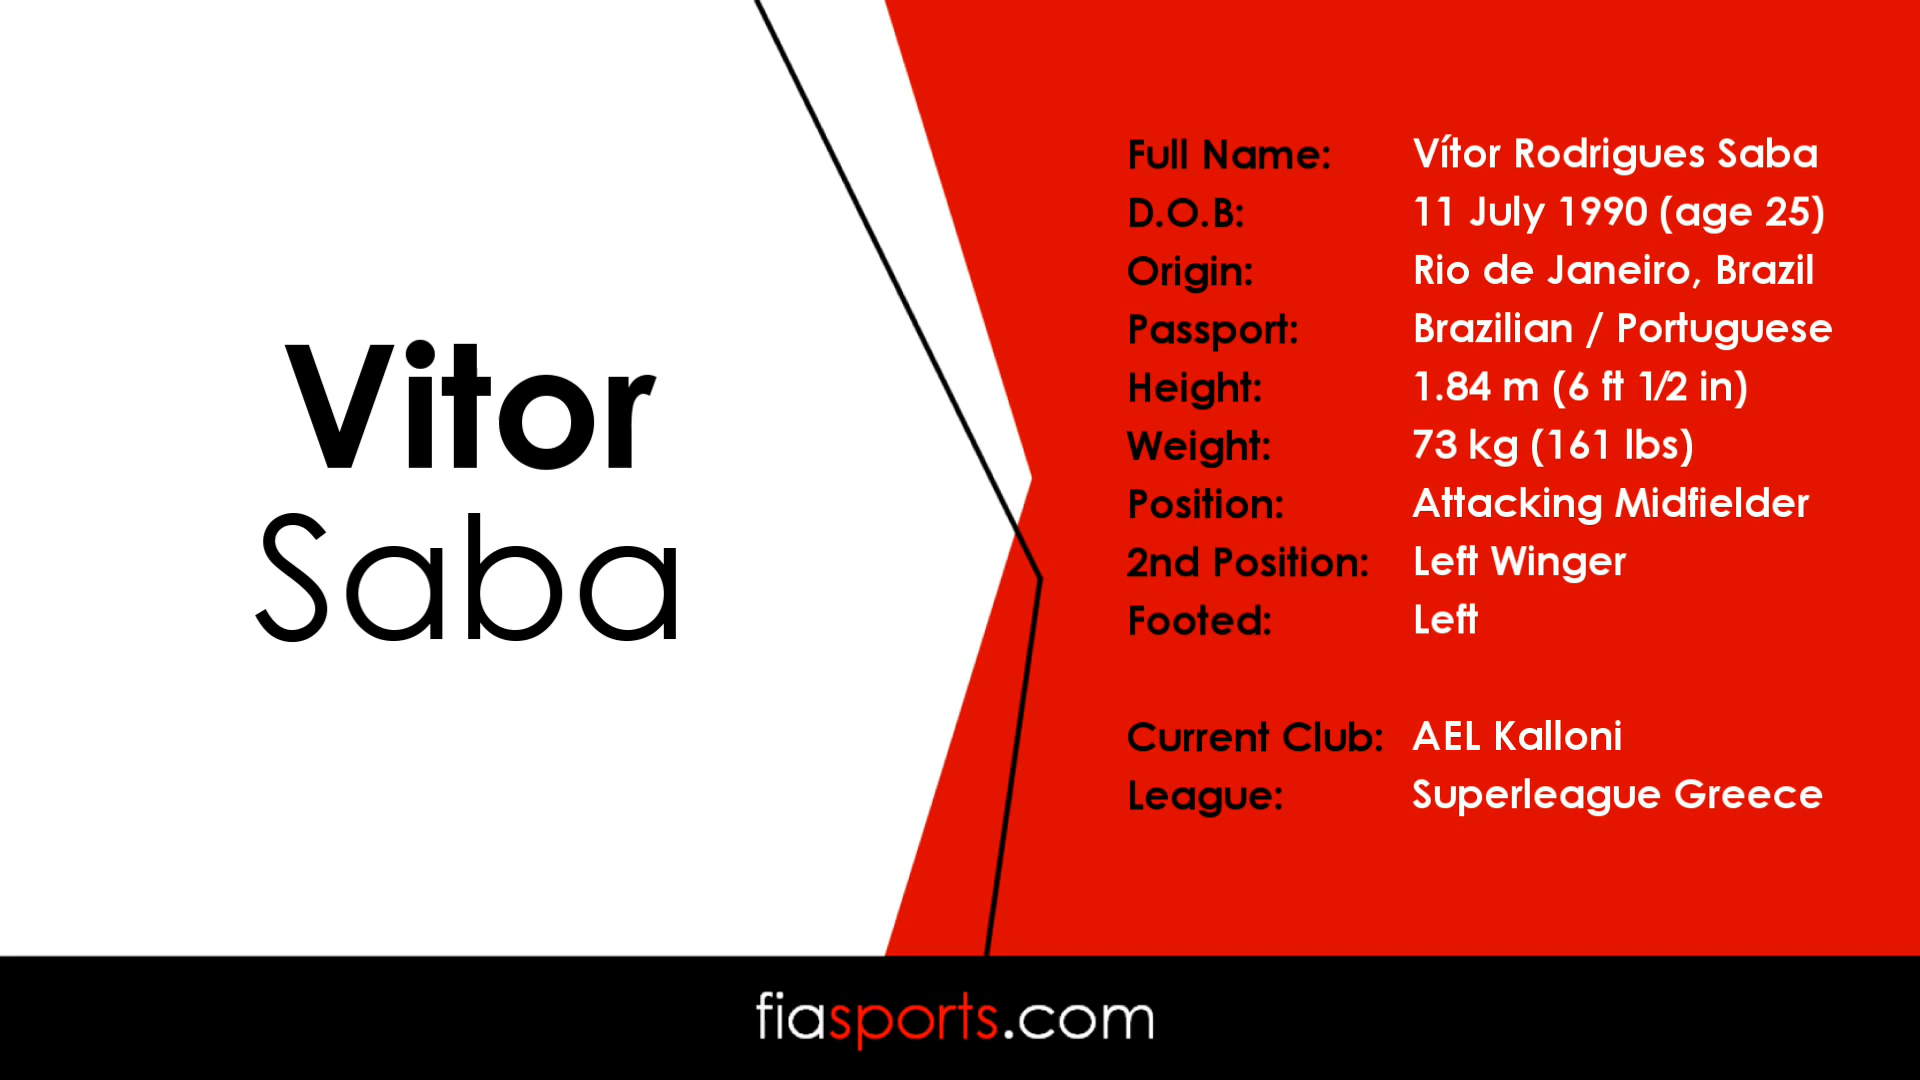 Vitor
Saba
Full Name: Vítor Rodrigues Saba
D.O.B: 11 July 1990 (age 25)
Origin: Rio de Janeiro, Brazil
Passport: Brazilian / Portuguese
Height: 1.84 m (6 ft 1/2 in)
Weight: 73 kg (161 lbs)
Position: Attacking Midfielder
2nd Position: Left Winger
Footed: Left
Current Club: AEL Kalloni
League: Superleague Greece
fiasports.com